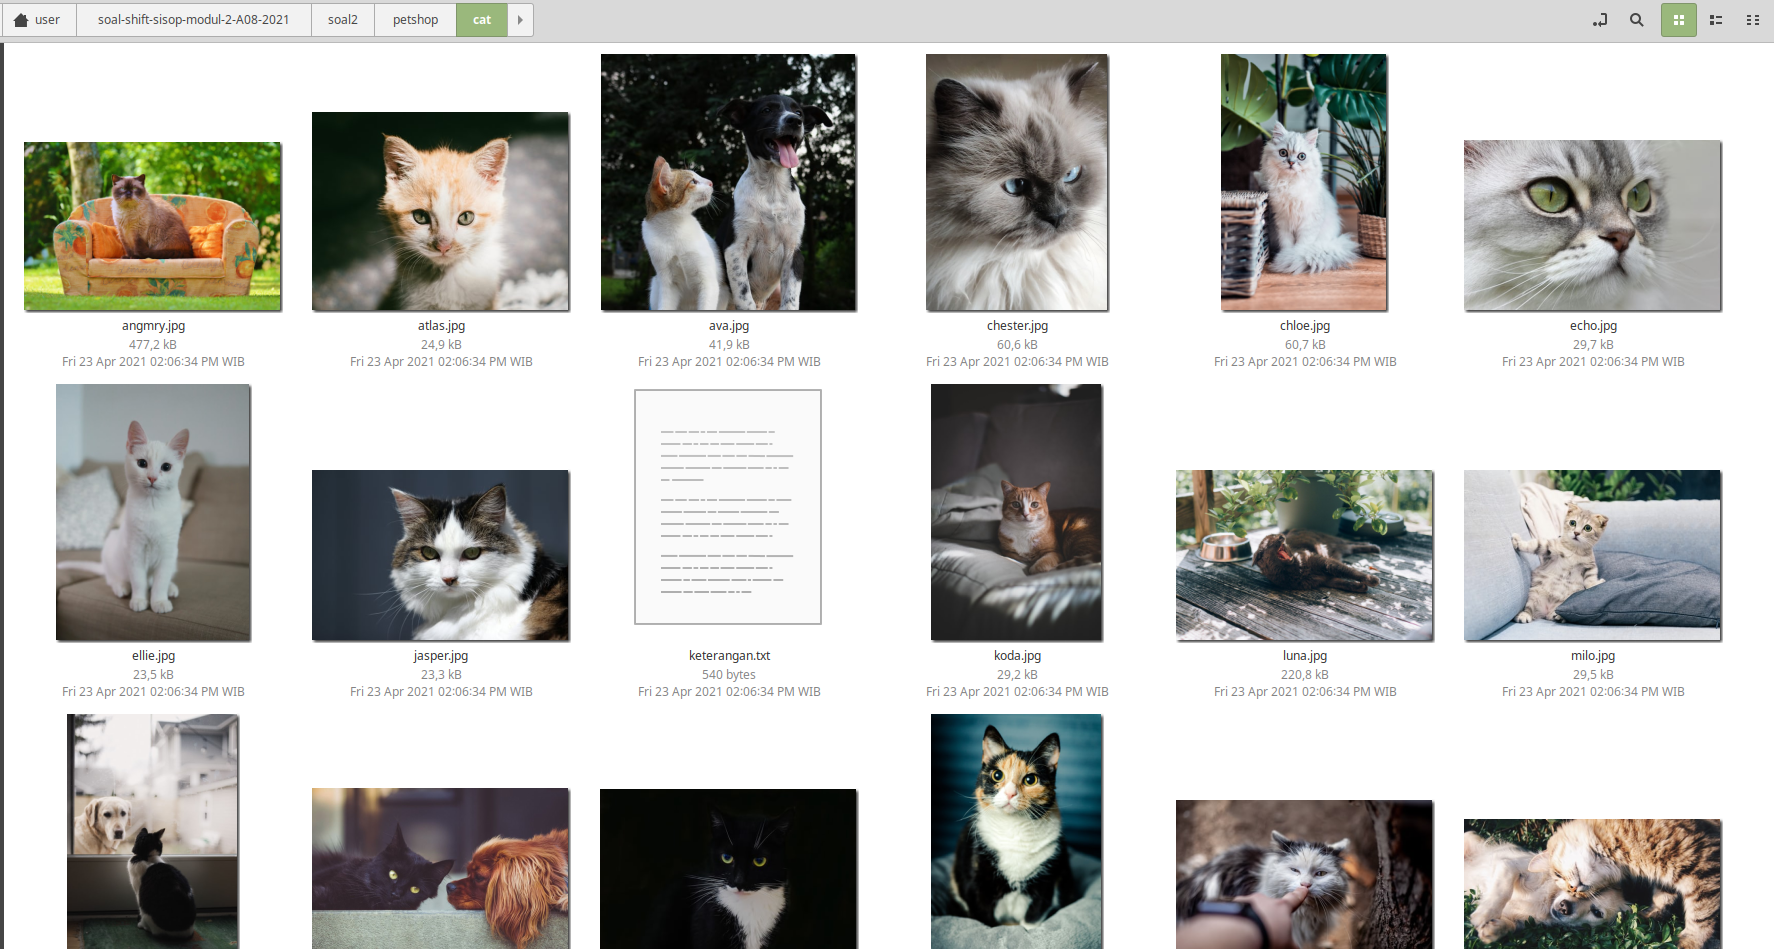 user soal-shift-sisop-modul-2-A08-2021 soal2 petshop cat
angmry.jpg
477,2 kB
Fri 23 Apr 2021 02:06:34 PM WIB
atlas.jpg
24,9 kB
Fri 23 Apr 2021 02:06:34 PM WIB
ava.jpg
41,9 kB
Fri 23 Apr 2021 02:06:34 PM WIB
chester.jpg
60,6 kB
Fri 23 Apr 2021 02:06:34 PM WIB
chloe.jpg
60,7 kB
Fri 23 Apr 2021 02:06:34 PM WIB
echo.jpg
29,7 kB
Fri 23 Apr 2021 02:06:34 PM WIB
ellie.jpg
23,5 kB
Fri 23 Apr 2021 02:06:34 PM WIB
jasper.jpg
23,3 kB
Fri 23 Apr 2021 02:06:34 PM WIB
keterangan.txt
540 bytes
Fri 23 Apr 2021 02:06:34 PM WIB
koda.jpg
29,2 kB
Fri 23 Apr 2021 02:06:34 PM WIB
luna.jpg
220,8 kB
Fri 23 Apr 2021 02:06:34 PM WIB
milo.jpg
29,5 kB
Fri 23 Apr 2021 02:06:34 PM WIB